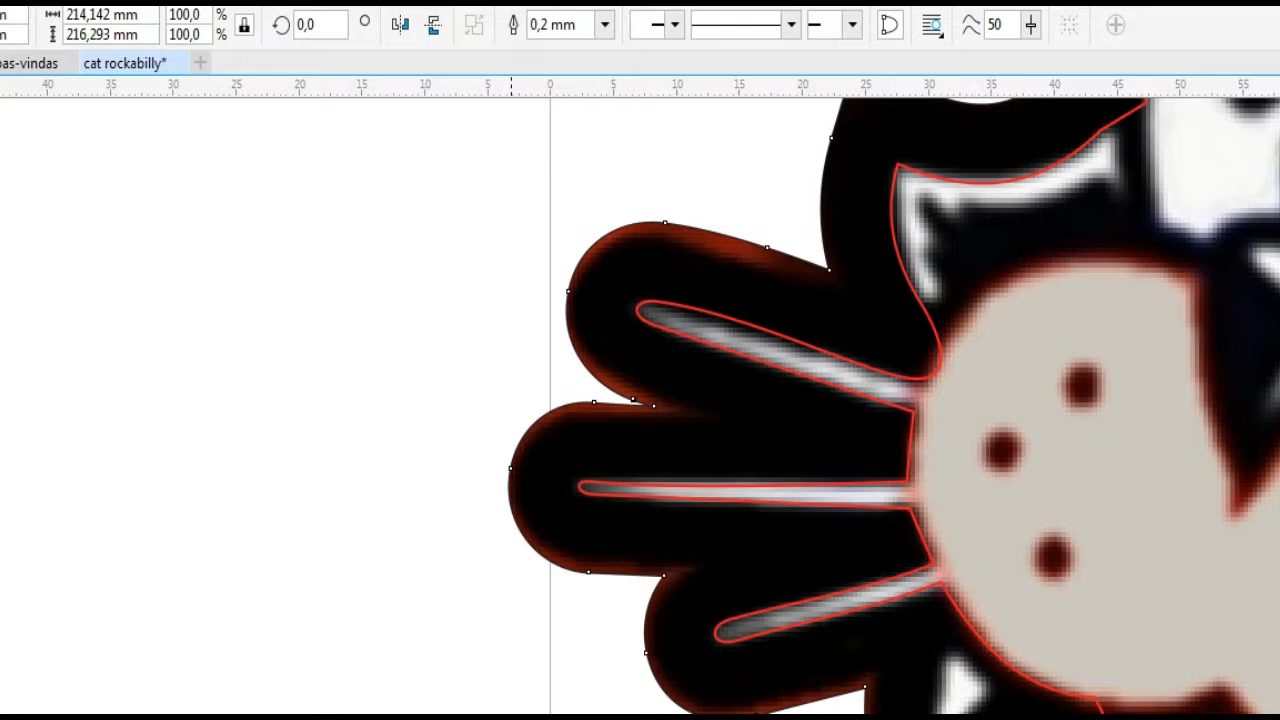 m 214,142 mm 100,0 % 0,0 0,2 mm 50
m 216,293 mm 100,0 %
cat rockabilly*
40 35 30 25 20 15 10 5 0 5 10 15 20 25 30 35 40 45 50 55